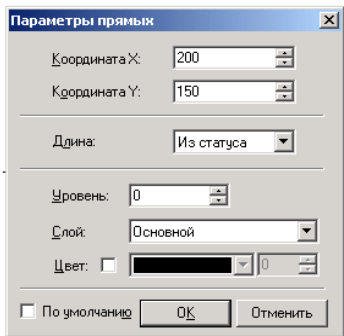 Параметры прямых
Координата X: 200
Координата Y: 150
Длина: Из статуса
Уровень: 0
Слой: Основной
Цвет: 0
По умолчанию OK Отменить